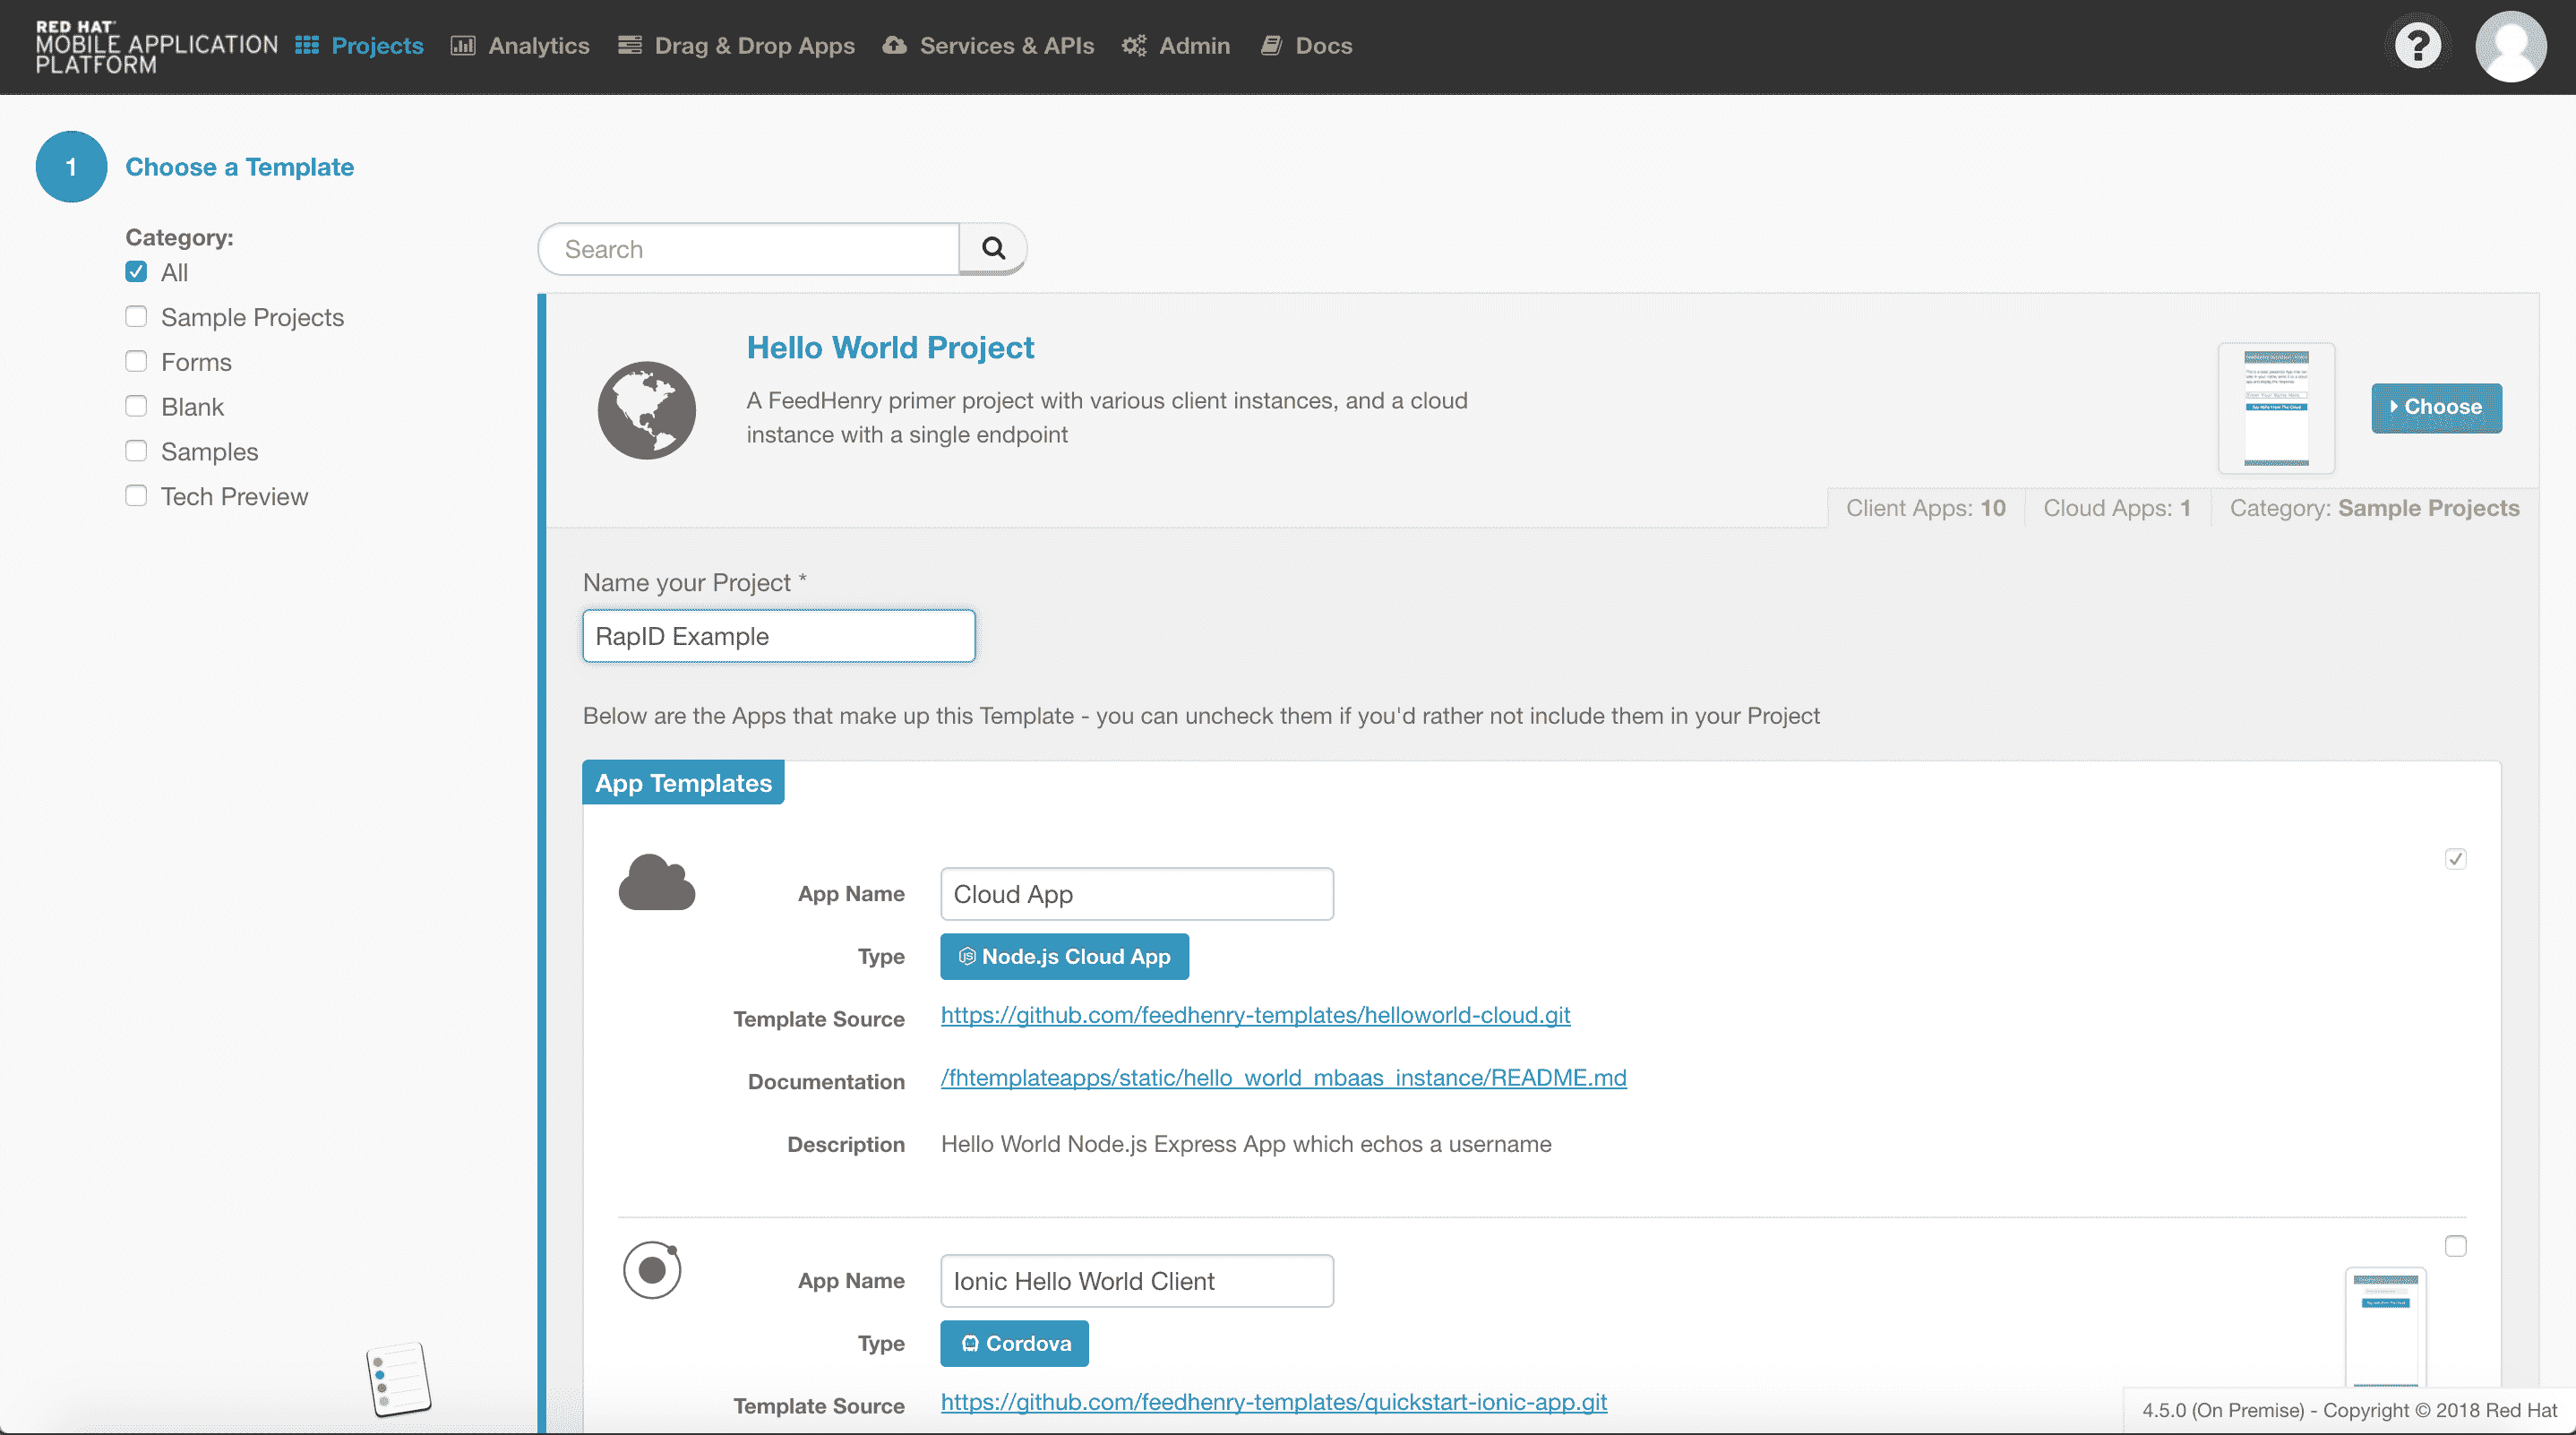 RED HAT
MOBILE APPLICATION
PLATFORM
Projects
Analytics
Drag & Drop Apps
Services & APIs
Admin
Docs
?
1
Choose a Template
Category:
All
Sample Projects
Forms
Blank
Samples
Tech Preview
Search
Hello World Project
A FeedHenry primer project with various client instances, and a cloud
instance with a single endpoint
Choose
Client Apps: 10
Cloud Apps: 1
Category: Sample Projects
Name your Project *
RapID Example
Below are the Apps that make up this Template - you can uncheck them if you'd rather not include them in your Project
App Templates
App Name
Cloud App
Type
Node.js Cloud App
Template Source
https://github.com/feedhenry-templates/helloworld-cloud.git
Documentation
/fhtemplateapps/static/hello_world_mbaas_instance/README.md
Description
Hello World Node.js Express App which echos a username
App Name
Ionic Hello World Client
Type
Cordova
Template Source
https://github.com/feedhenry-templates/quickstart-ionic-app.git
4.5.0 (On Premise) - Copyright © 2018 Red Hat